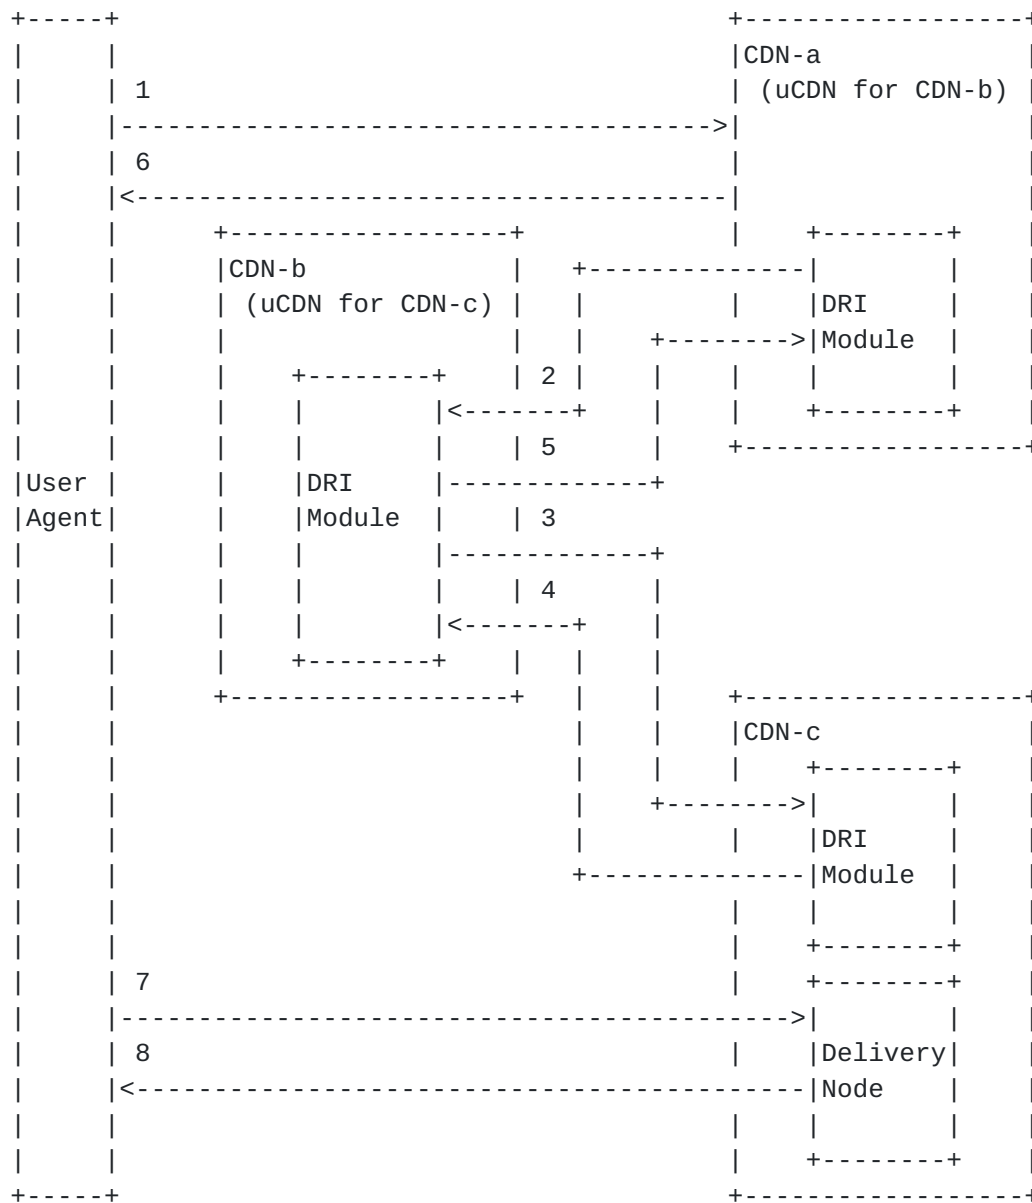 CDN-a
1
(uCDN for CDN-b)
6
CDN-b
(uCDN for CDN-c)
DRI
Module
2
5
User
Agent
DRI
Module
3
4
CDN-c
DRI
Module
7
8
Delivery
Node